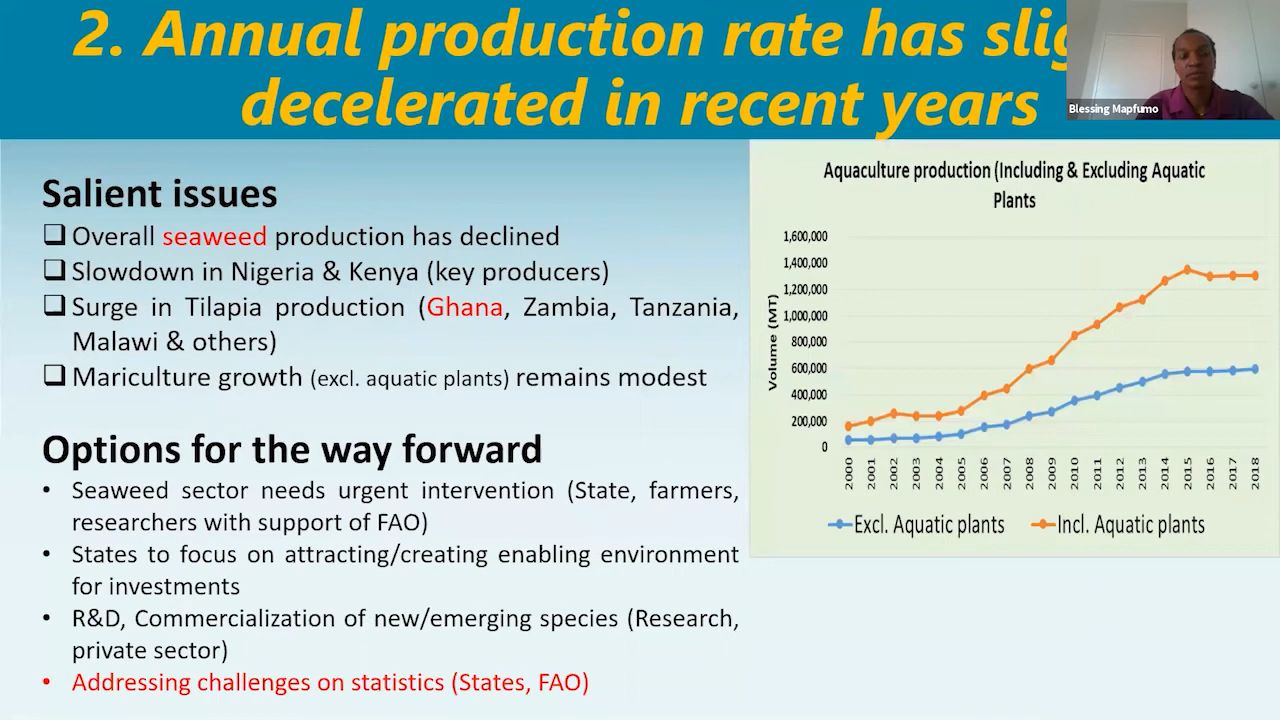 2. Annual production rate has slig
decelerated in recent years
Blessing Mapfumo
Salient issues
❑ Overall seaweed production has declined
❑ Slowdown in Nigeria & Kenya (key producers)
❑ Surge in Tilapia production (Ghana, Zambia, Tanzania,
Malawi & others)
❑ Mariculture growth (excl. aquatic plants) remains modest
Options for the way forward
• Seaweed sector needs urgent intervention (State, farmers,
researchers with support of FAO)
• States to focus on attracting/creating enabling environment
for investments
• R&D, Commercialization of new/emerging species (Research,
private sector)
• Addressing challenges on statistics (States, FAO)
Aquaculture production (Including & Excluding Aquatic
Plants
Volume (MT)
1,600,000
1,400,000
1,200,000
1,000,000
800,000
600,000
400,000
200,000
0
2000 2001 2002 2003 2004 2005 2006 2007 2008 2009 2010 2011 2012 2013 2014 2015 2016 2017 2018
Excl. Aquatic plants Incl. Aquatic plants